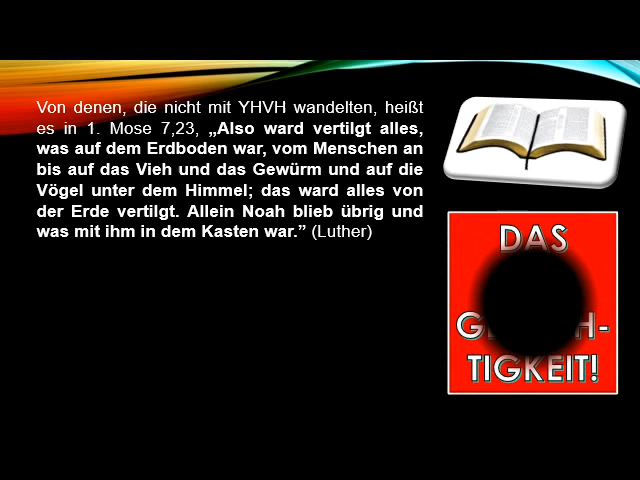 Von denen, die nicht mit YHVH wandelten, heißt
es in 1. Mose 7,23, „Also ward vertilgt alles,
was auf dem Erdboden war, vom Menschen an
bis auf das Vieh und das Gewürm und auf die
Vögel unter dem Himmel; das ward alles von
der Erde vertilgt. Allein Noah blieb übrig und
was mit ihm in dem Kasten war.” (Luther)
DAS
TIGKEIT!